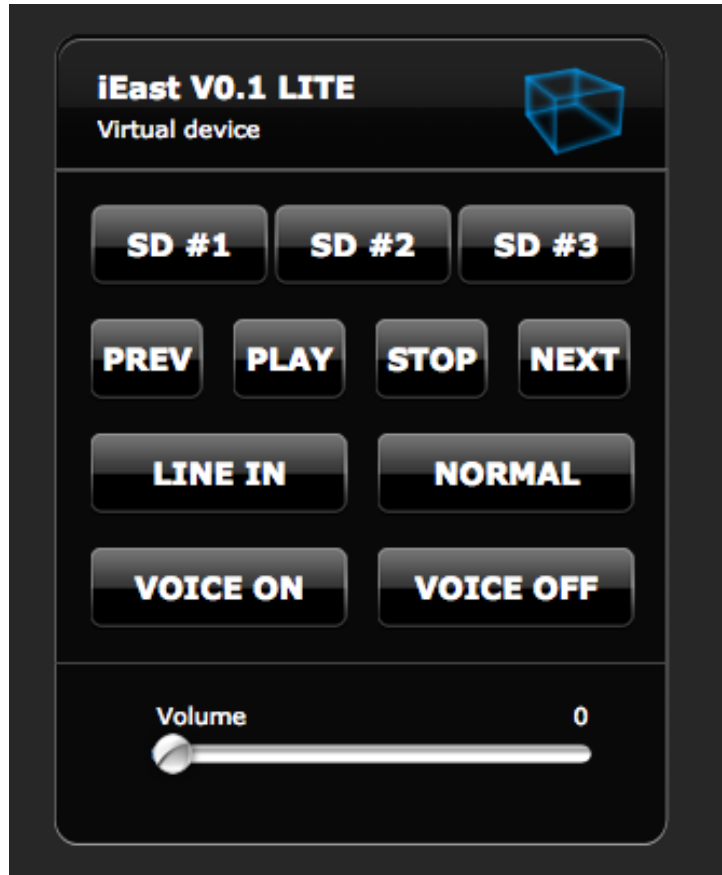 iEast V0.1 LITE
Virtual device
SD #1 SD #2 SD #3
PREV PLAY STOP NEXT
LINE IN NORMAL
VOICE ON VOICE OFF
Volume 0